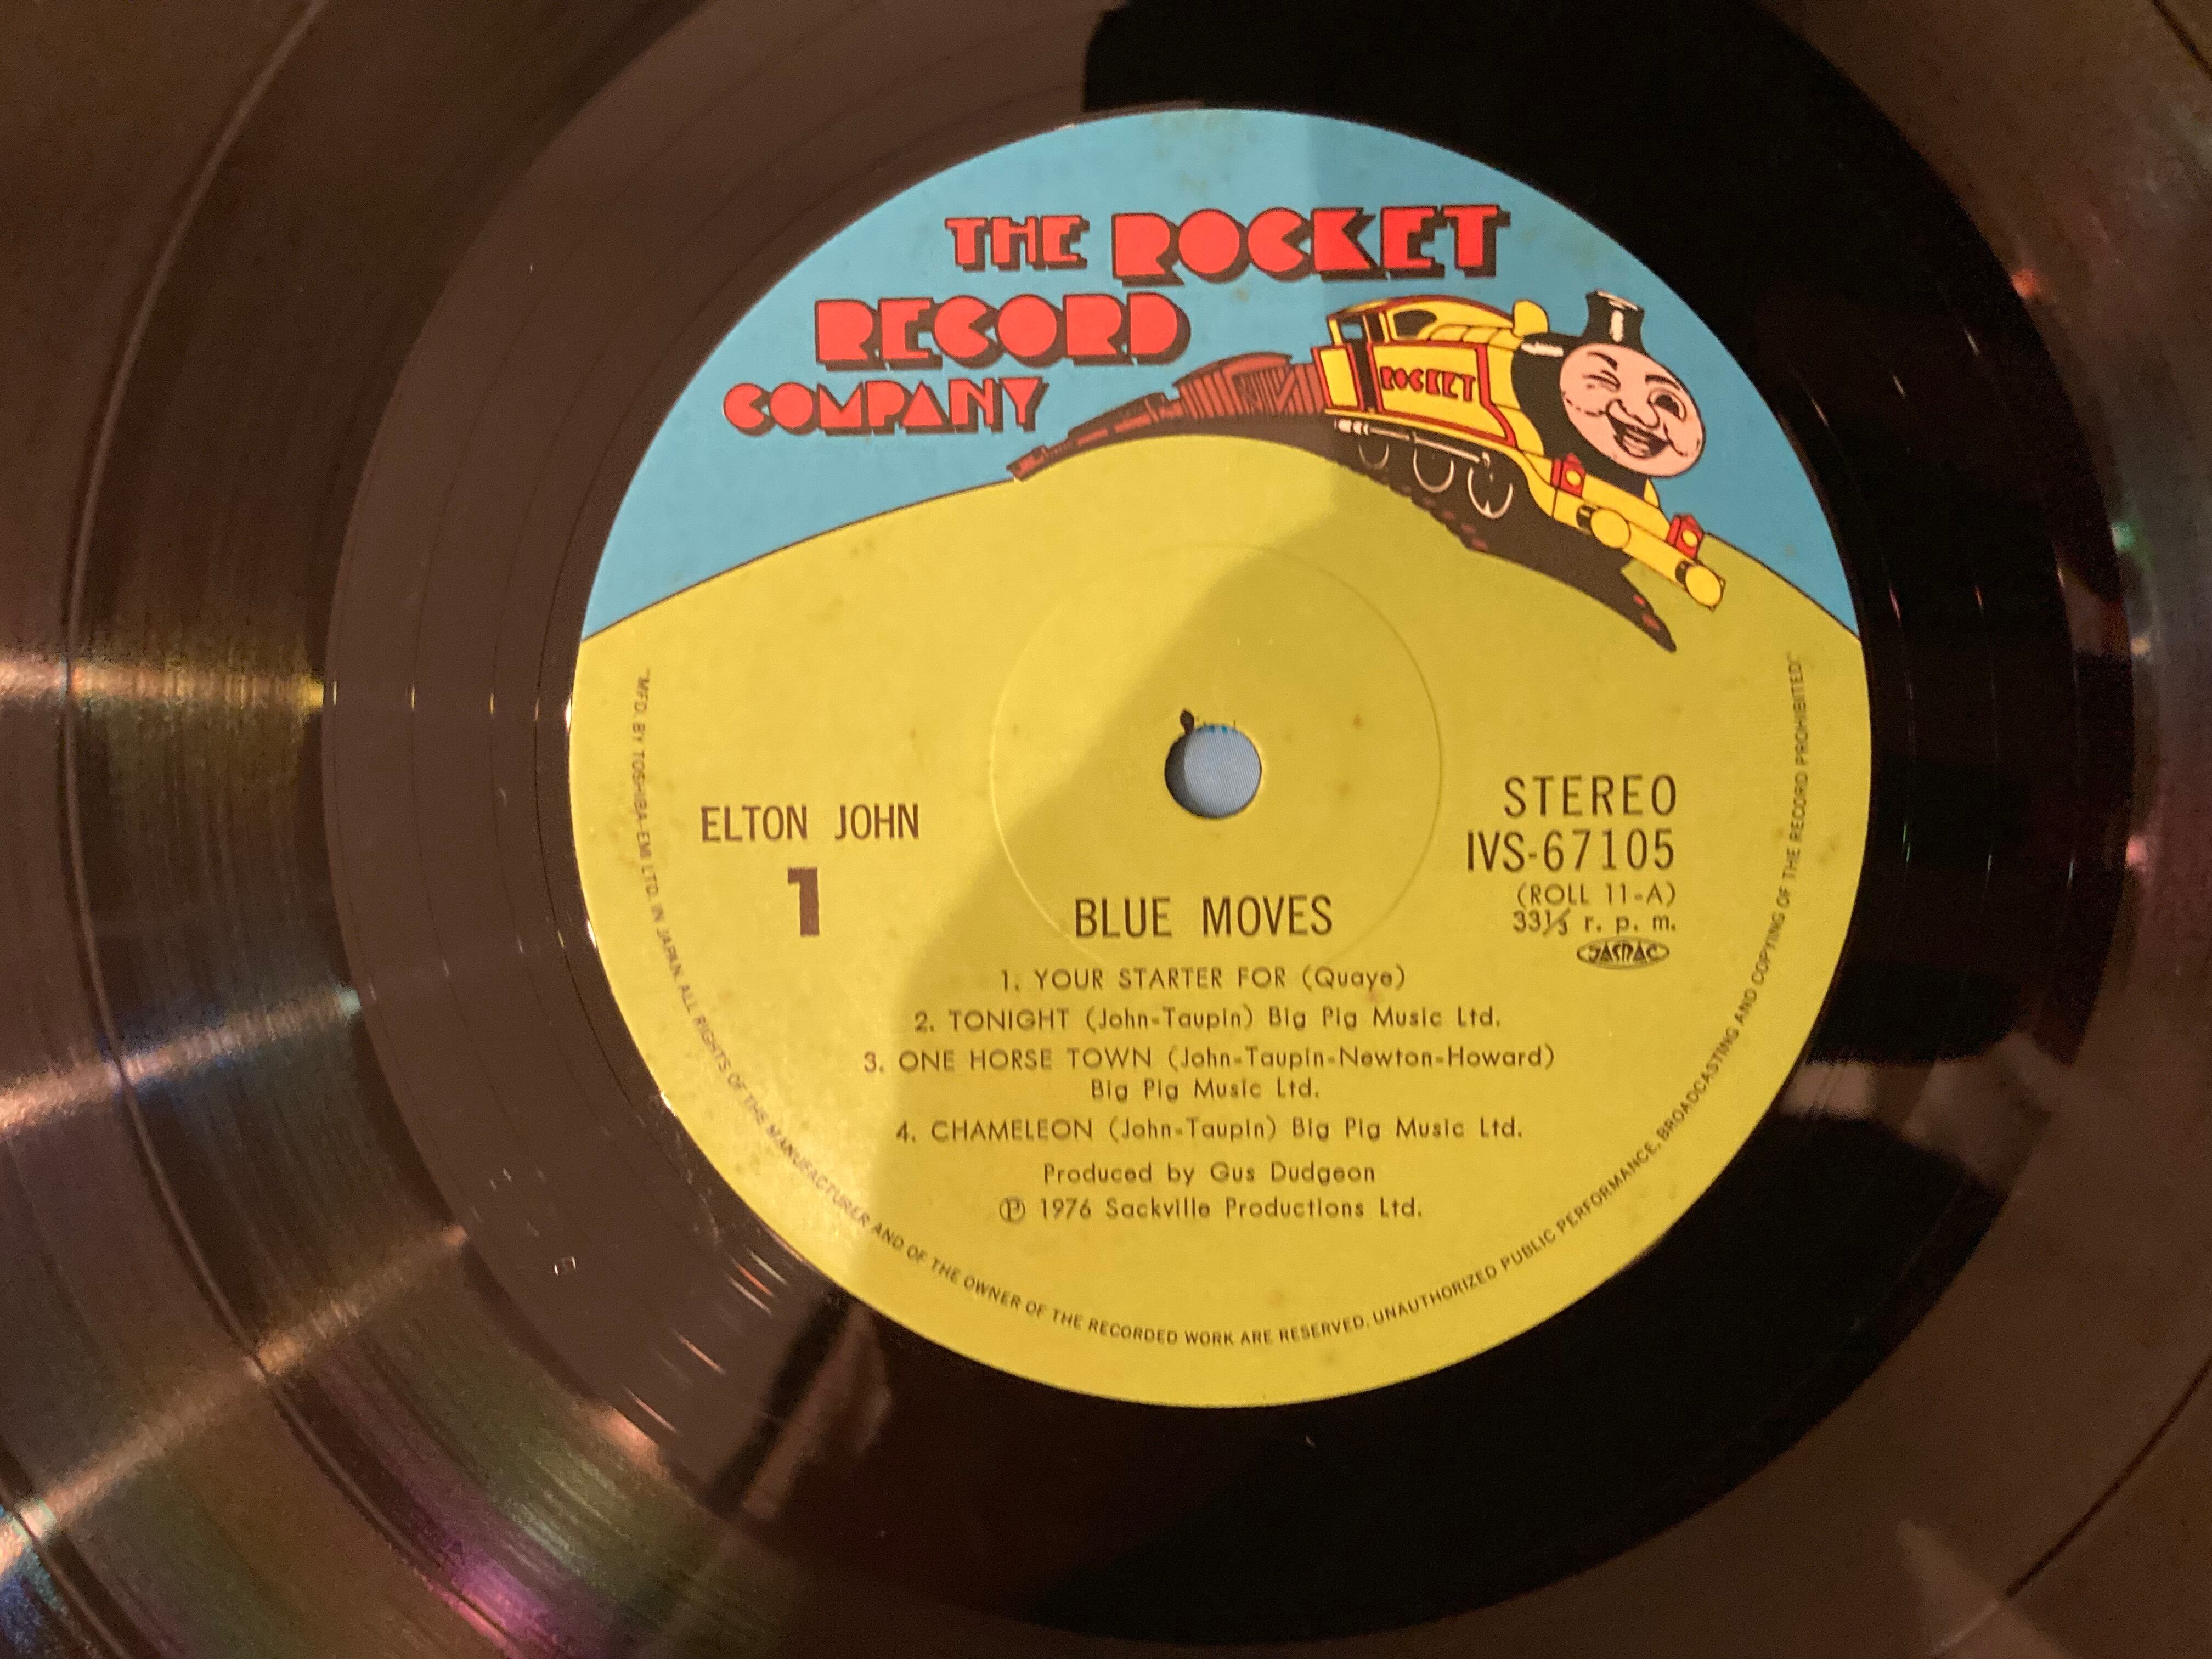 THE ROCKET
RECORD
COMPANY
ROCKET
ELTON JOHN
1
STEREO
IVS-67105
(ROLL 11-A)
33⅓ r. p. m.
JASRAC
BLUE MOVES
1. YOUR STARTER FOR (Quaye)
2. TONIGHT (John-Taupin) Big Pig Music Ltd.
3. ONE HORSE TOWN (John-Taupin-Newton-Howard)
Big Pig Music Ltd.
4. CHAMELEON (John-Taupin) Big Pig Music Ltd.
Produced by Gus Dudgeon
℗ 1976 Sackville Productions Ltd.
"MFD. BY TOSHIBA-EMI LTD. IN JAPAN. ALL RIGHTS OF THE MANUFACTURER AND OF THE OWNER OF THE RECORDED WORK ARE RESERVED. UNAUTHORIZED PUBLIC PERFORMANCE, BROADCASTING AND COPYING OF THE RECORD PROHIBITED."